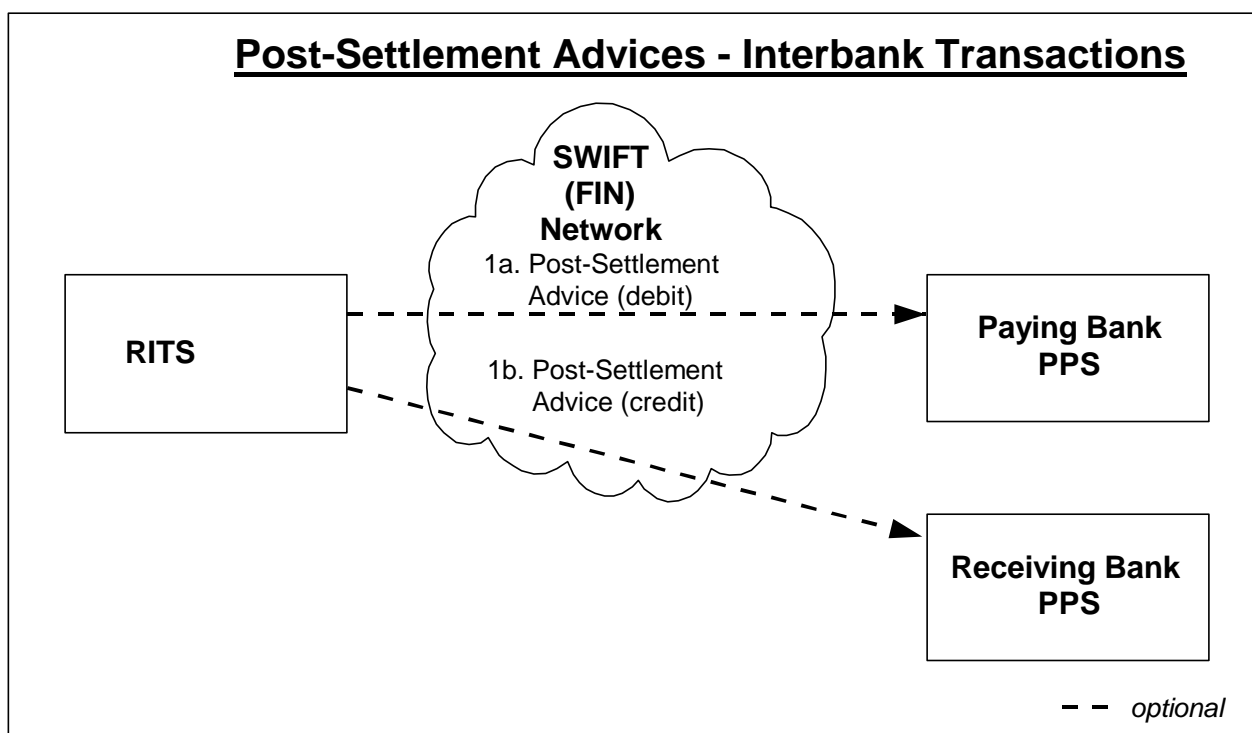 Post-Settlement Advices - Interbank Transactions
SWIFT
(FIN)
Network
1a. Post-Settlement
Advice (debit)
RITS
Paying Bank
PPS
1b. Post-Settlement
Advice (credit)
Receiving Bank
PPS
optional